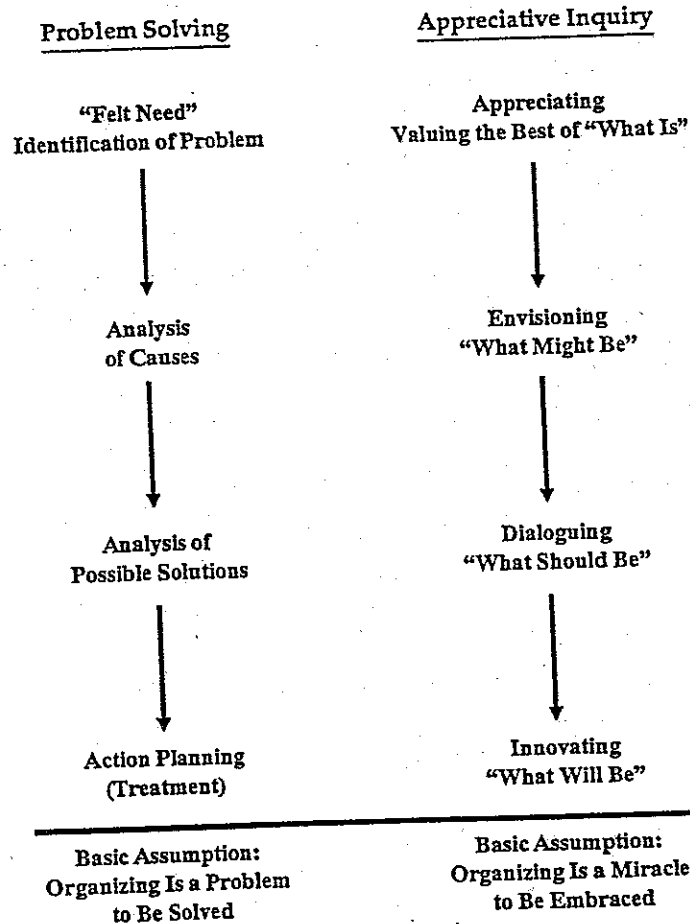 Problem Solving
"Felt Need"
Identification of Problem
Analysis
of Causes
Analysis of
Possible Solutions
Action Planning
(Treatment)
Basic Assumption:
Organizing Is a Problem
to Be Solved
Appreciative Inquiry
Appreciating
Valuing the Best of "What Is"
Envisioning
"What Might Be"
Dialoguing
"What Should Be"
Innovating
"What Will Be"
Basic Assumption:
Organizing Is a Miracle
to Be Embraced